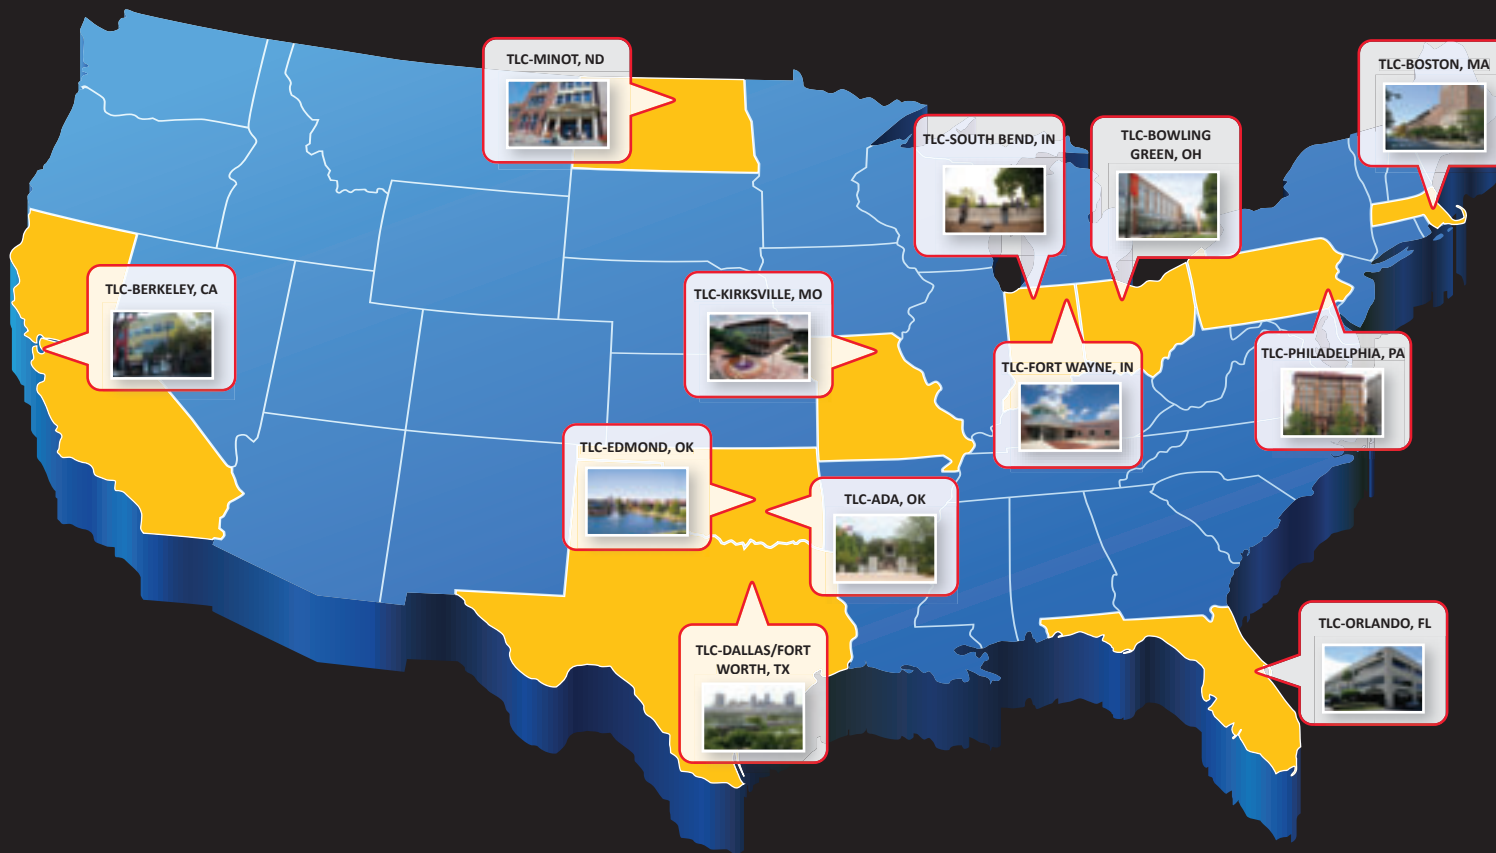 TLC-MINOT, ND
TLC-BOSTON, MA
TLC-SOUTH BEND, IN
TLC-BOWLING
GREEN, OH
TLC-BERKELEY, CA
TLC-KIRKSVILLE, MO
TLC-FORT WAYNE, IN
TLC-PHILADELPHIA, PA
TLC-EDMOND, OK
TLC-ADA, OK
TLC-DALLAS/FORT
WORTH, TX
TLC-ORLANDO, FL